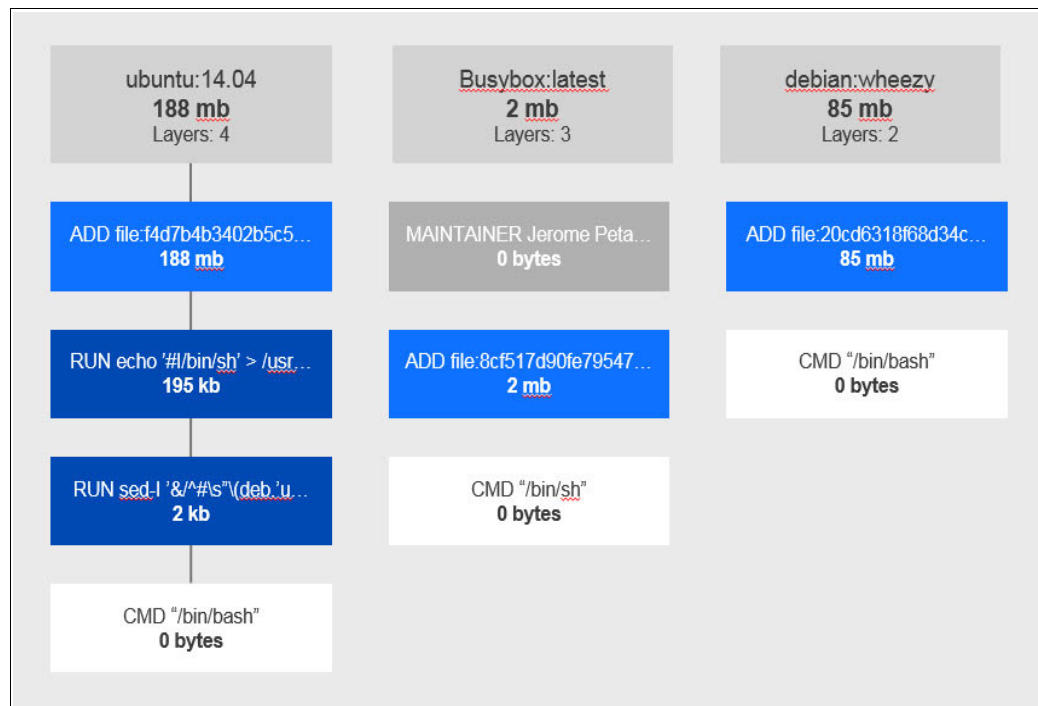 ubuntu:14.04
188 mb
Layers: 4
ADD file:f4d7b4b3402b5c5...
188 mb
RUN echo '#I/bin/sh' > /usr...
195 kb
RUN sed-I '&/^#\s"\(deb.'u...
2 kb
CMD “/bin/bash”
0 bytes
Busybox:latest
2 mb
Layers: 3
MAINTAINER Jerome Peta...
0 bytes
ADD file:8cf517d90fe79547...
2 mb
CMD “/bin/sh”
0 bytes
debian:wheezy
85 mb
Layers: 2
ADD file:20cd6318f68d34c...
85 mb
CMD “/bin/bash”
0 bytes